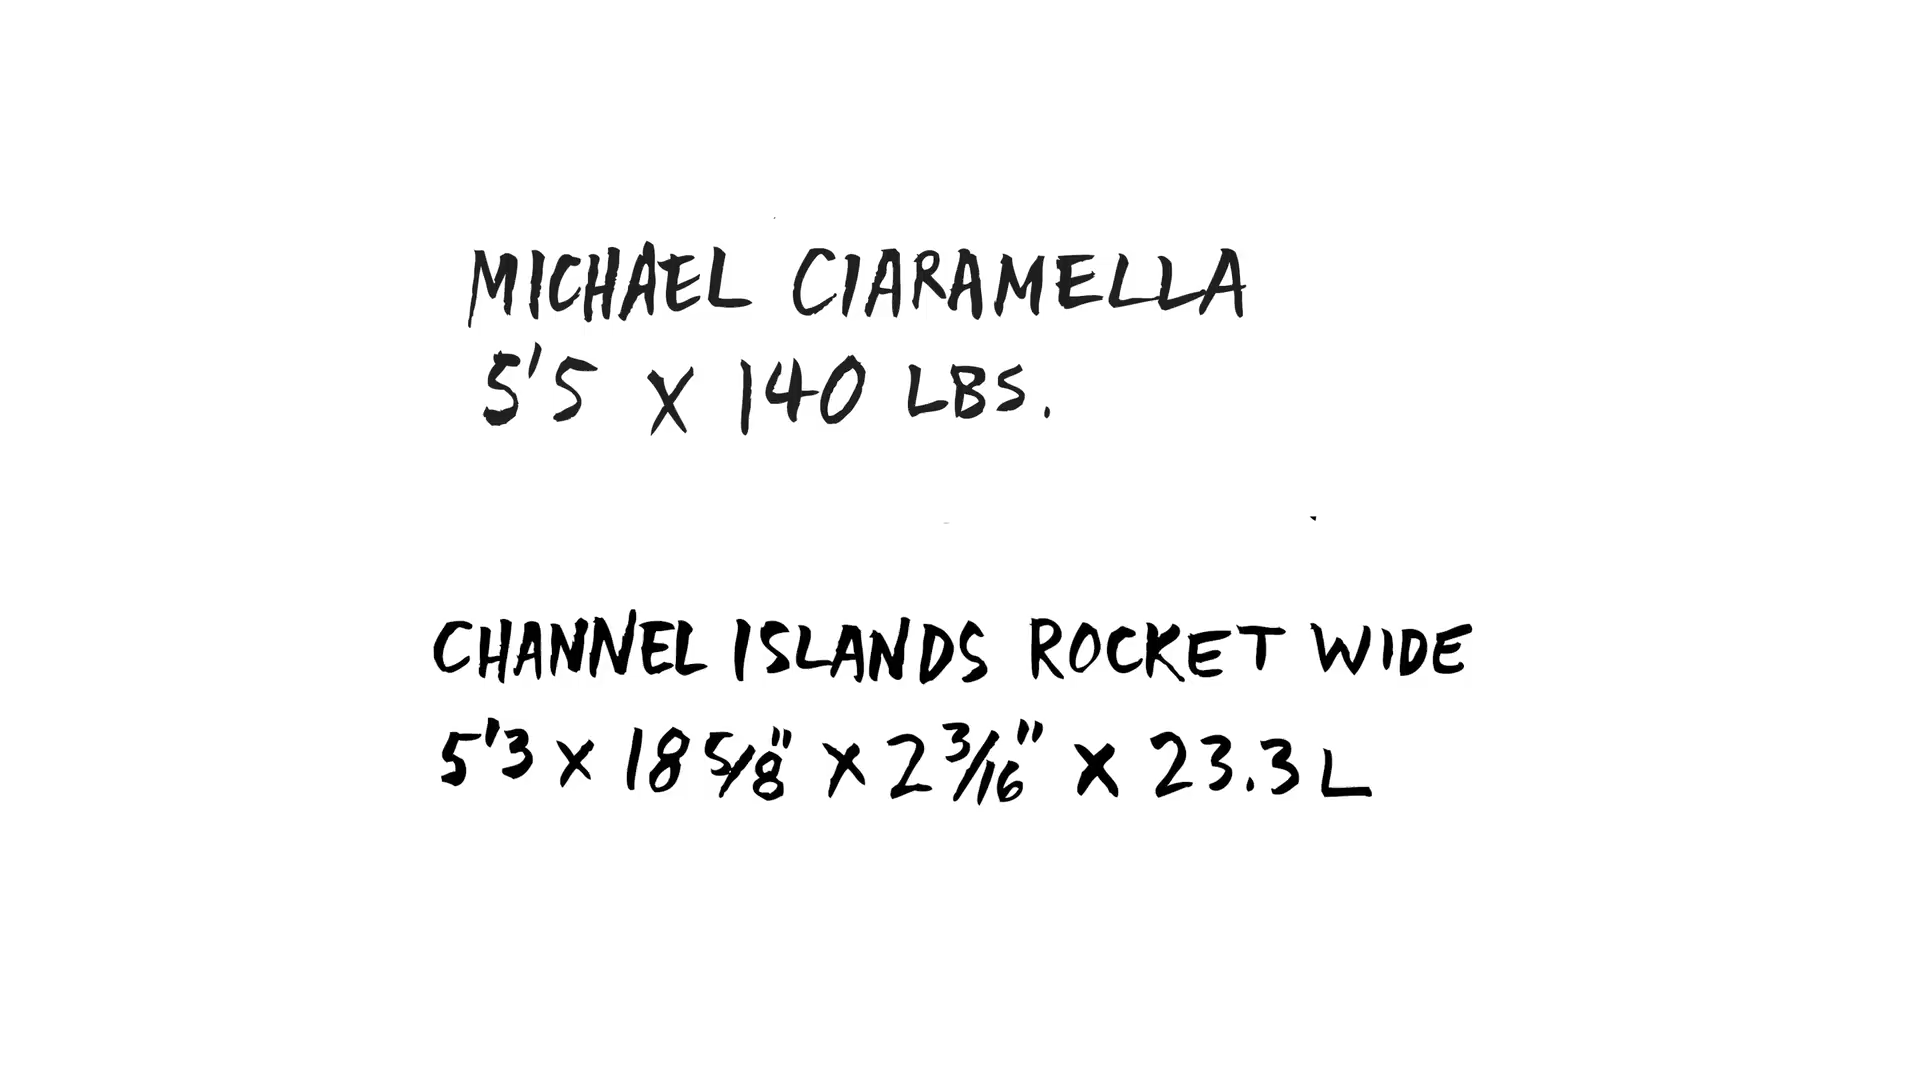 MICHAEL CIARAMELLA
5'5 X 140 LBS.
CHANNEL ISLANDS ROCKET WIDE
5'3 X 18 5/8" X 2 3/16" X 23.3 L